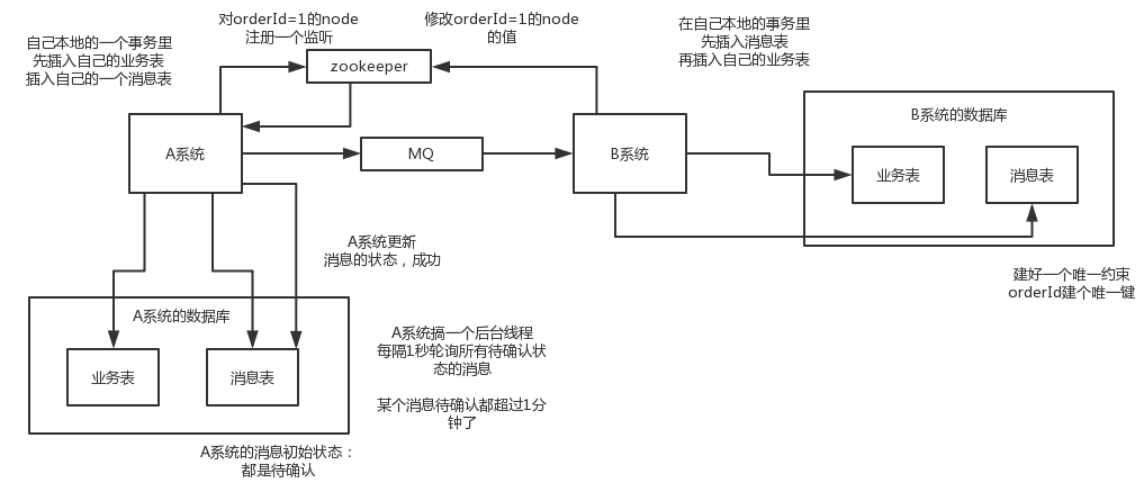 自己本地的一个事务里
先插入自己的业务表
插入自己的一个消息表
对orderId=1的node
注册一个监听
修改orderId=1的node
的值
在自己本地的事务里
先插入消息表
再插入自己的业务表
zookeeper
A系统
MQ
B系统
B系统的数据库
业务表
消息表
A系统更新
消息的状态，成功
建好一个唯一约束
orderId建个唯一键
A系统的数据库
业务表
消息表
A系统搞一个后台线程
每隔1秒轮询所有待确认状
态的消息
某个消息待确认都超过1分
钟了
A系统的消息初始状态：
都是待确认